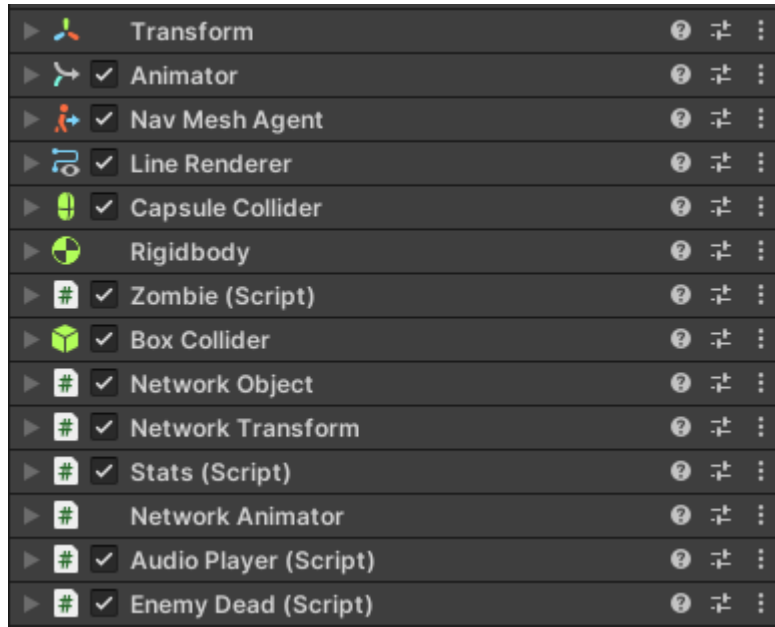 Transform
Animator
Nav Mesh Agent
Line Renderer
Capsule Collider
Rigidbody
# Zombie (Script)
Box Collider
# Network Object
# Network Transform
# Stats (Script)
# Network Animator
# Audio Player (Script)
# Enemy Dead (Script)